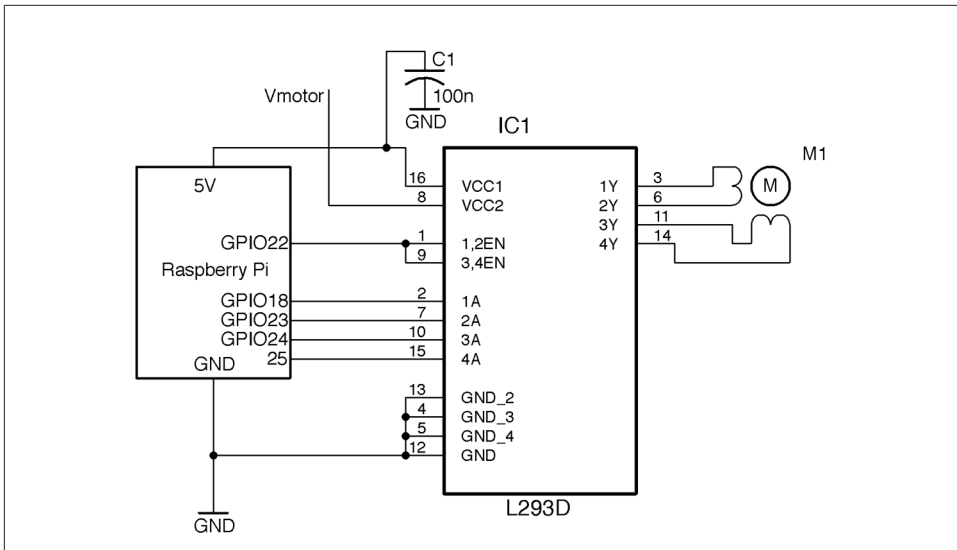 C1
Vmotor
100n
GND
IC1
M1
5V
16
VCC1
1Y
3
M
8
VCC2
2Y
6
3Y
11
GPIO22
1
1,2EN
4Y
14
9
3,4EN
Raspberry Pi
GPIO18
2
1A
GPIO23
7
2A
GPIO24
10
3A
25
15
4A
GND
13
GND_2
4
GND_3
5
GND_4
12
GND
L293D
GND